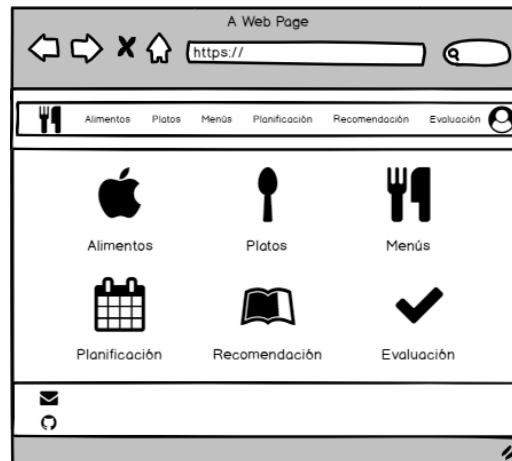 A Web Page
https://
Alimentos Platos Menús Planificación Recomendación Evaluación
Alimentos Platos Menús
Planificación Recomendación Evaluación